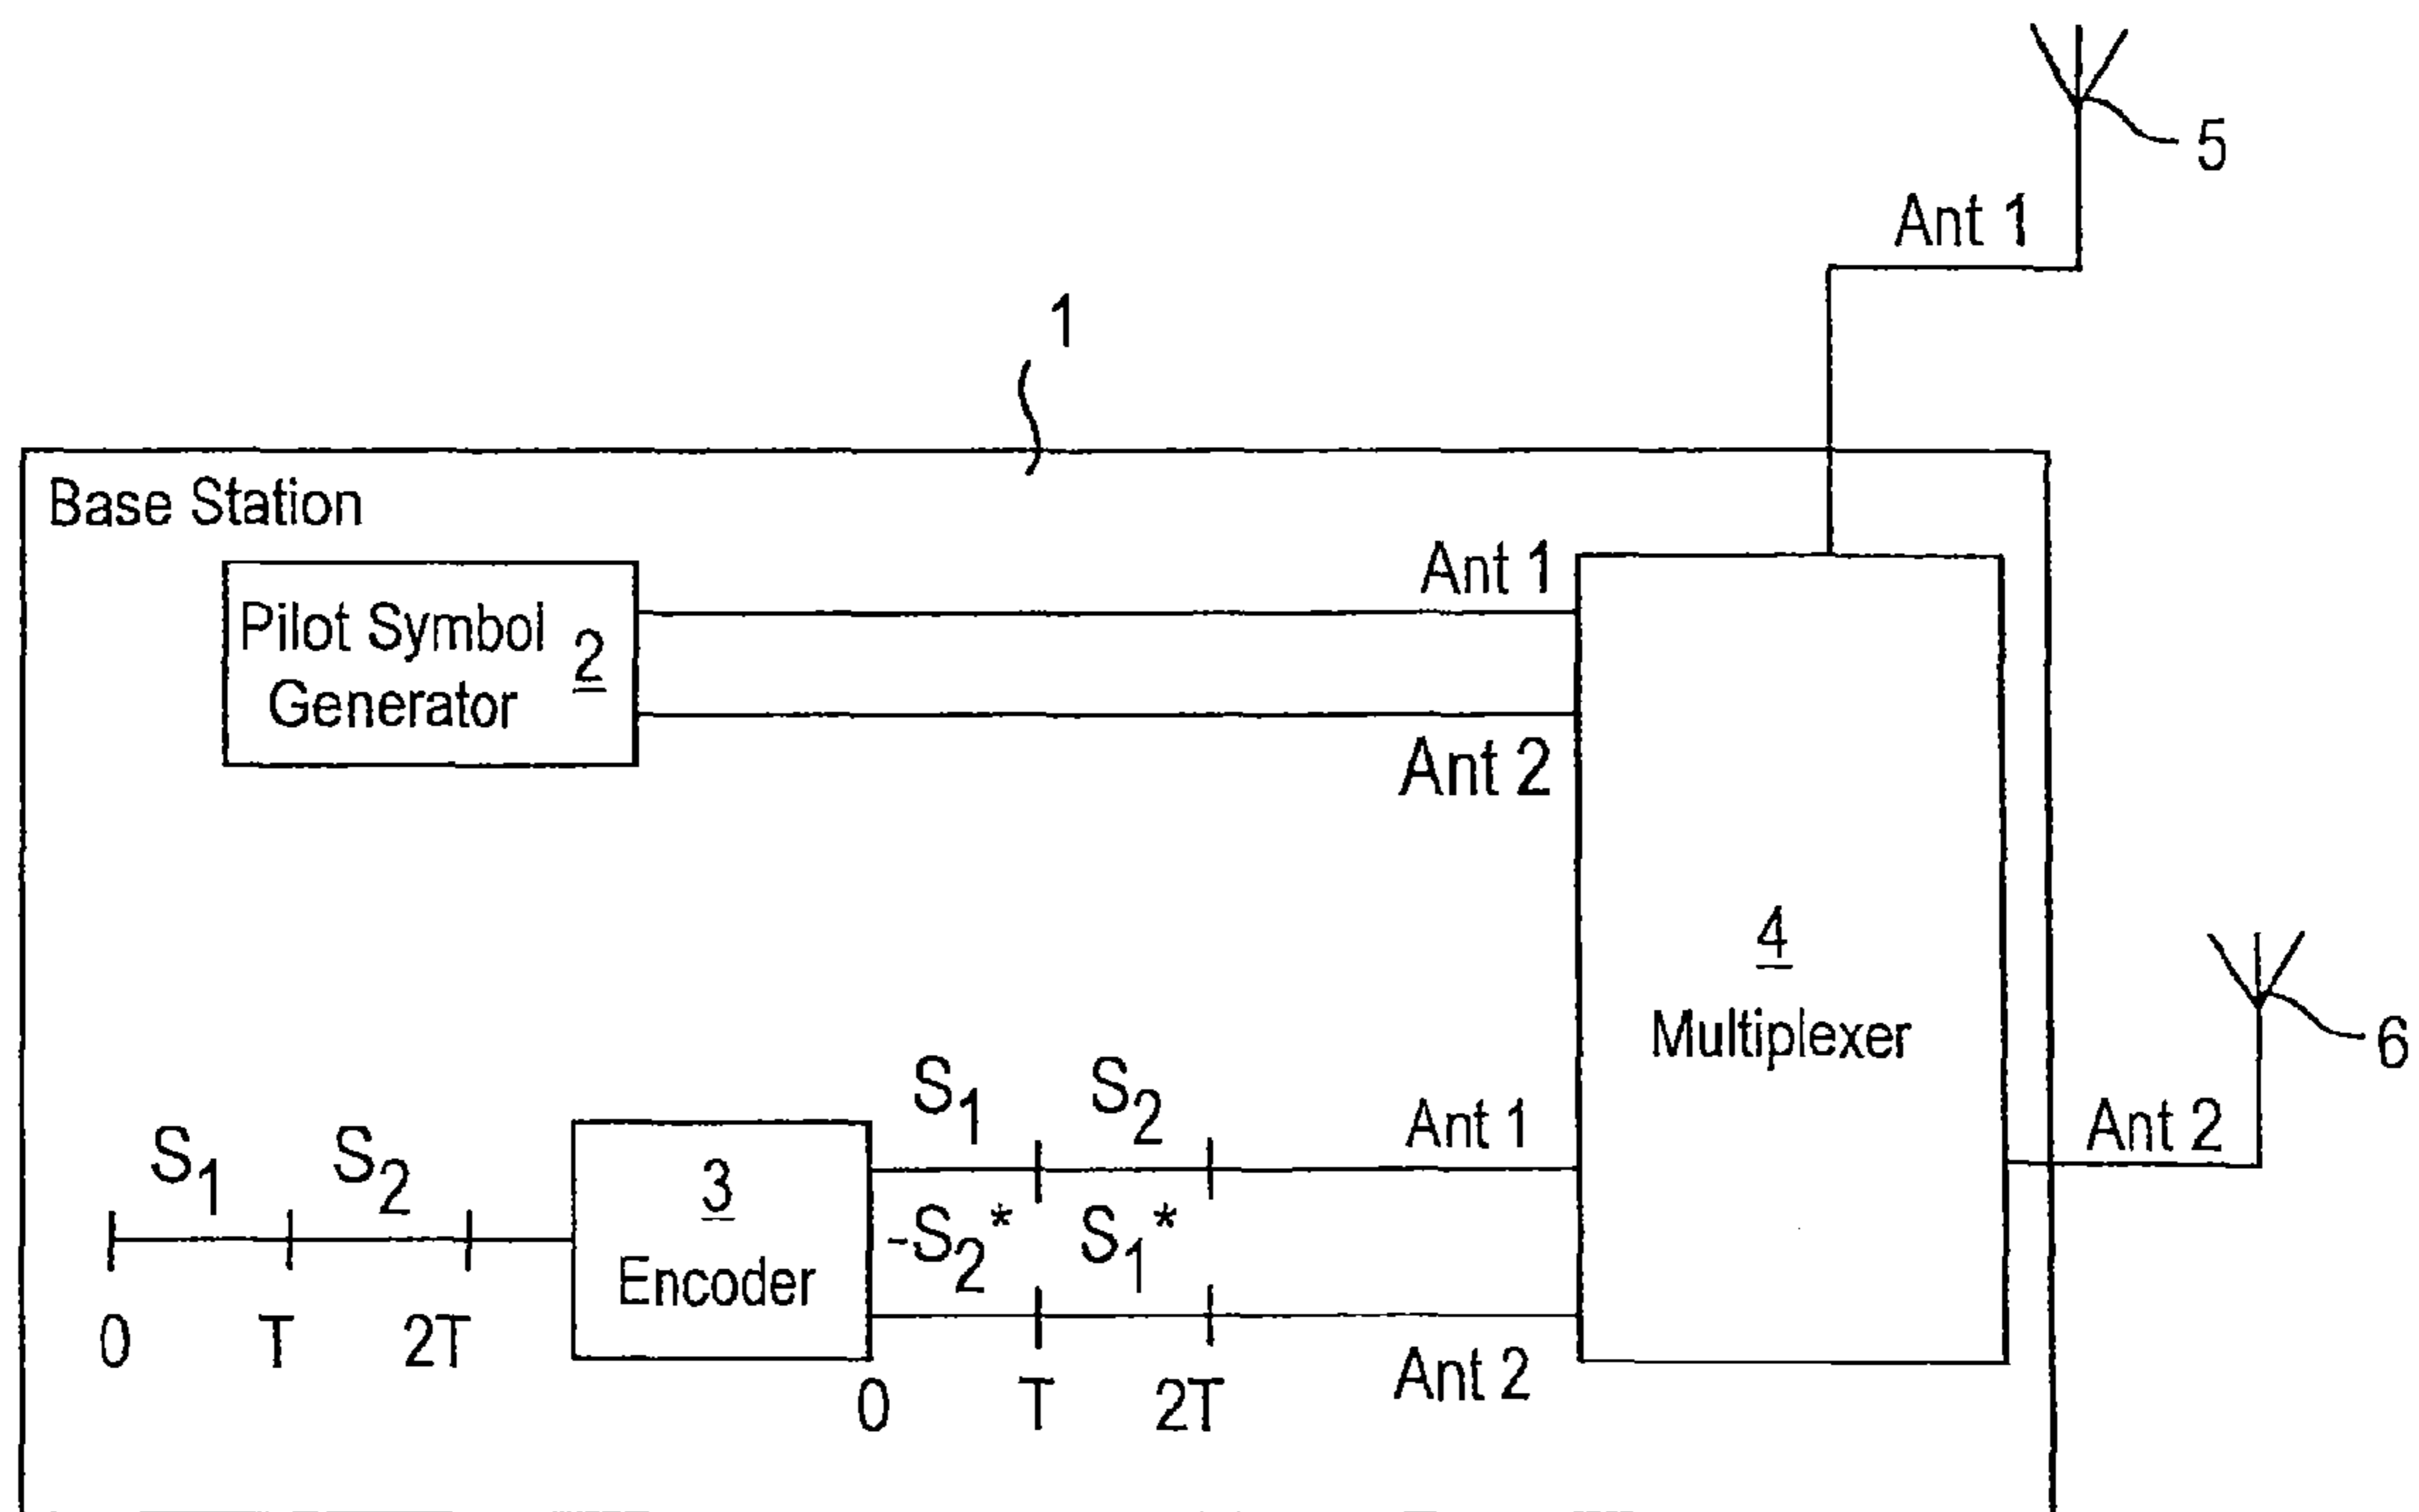 5
Ant 1
1
Base Station
Ant 1
Pilot Symbol
Generator 2
Ant 2
4
Multiplexer
6
Ant 2
S1 S2
Ant 1
S1 S2
3
Encoder
-S2* S1*
0 T 2T
Ant 2
0 T 2T